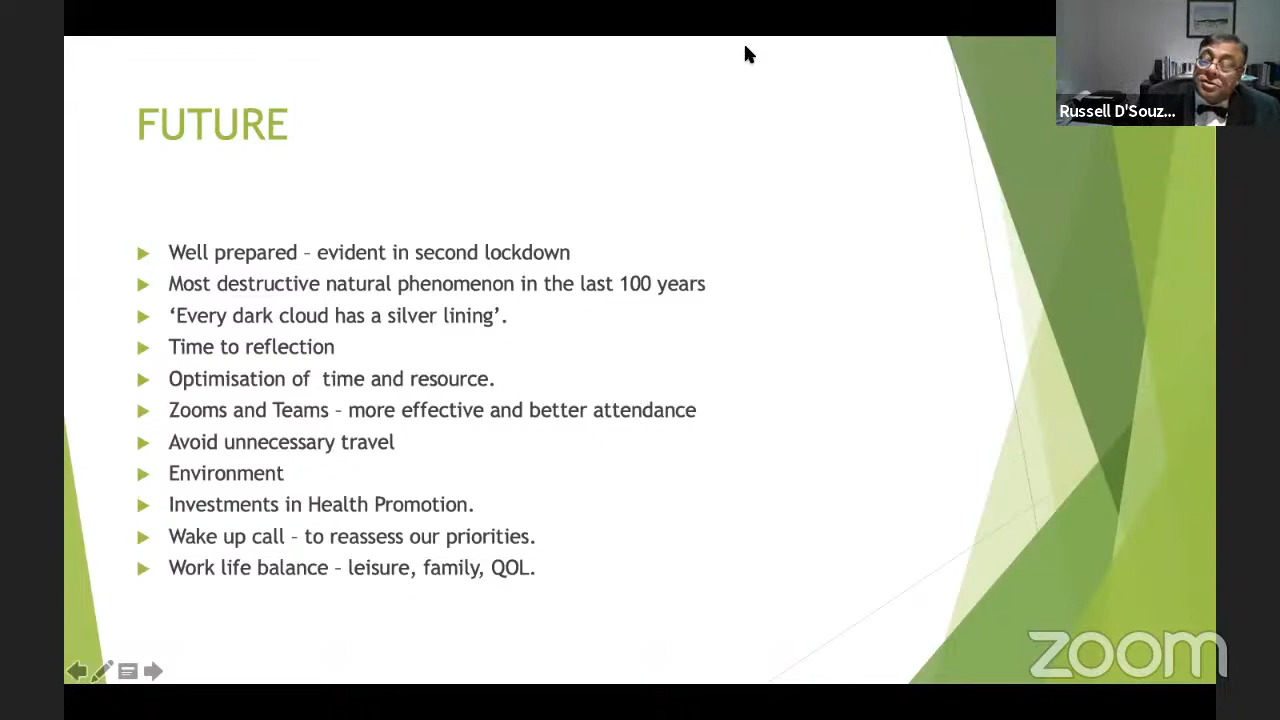 FUTURE
Russell D'Souz...
Well prepared – evident in second lockdown
Most destructive natural phenomenon in the last 100 years
‘Every dark cloud has a silver lining’.
Time to reflection
Optimisation of  time and resource.
Zooms and Teams – more effective and better attendance
Avoid unnecessary travel
Environment
Investments in Health Promotion.
Wake up call – to reassess our priorities.
Work life balance – leisure, family, QOL.
zoom